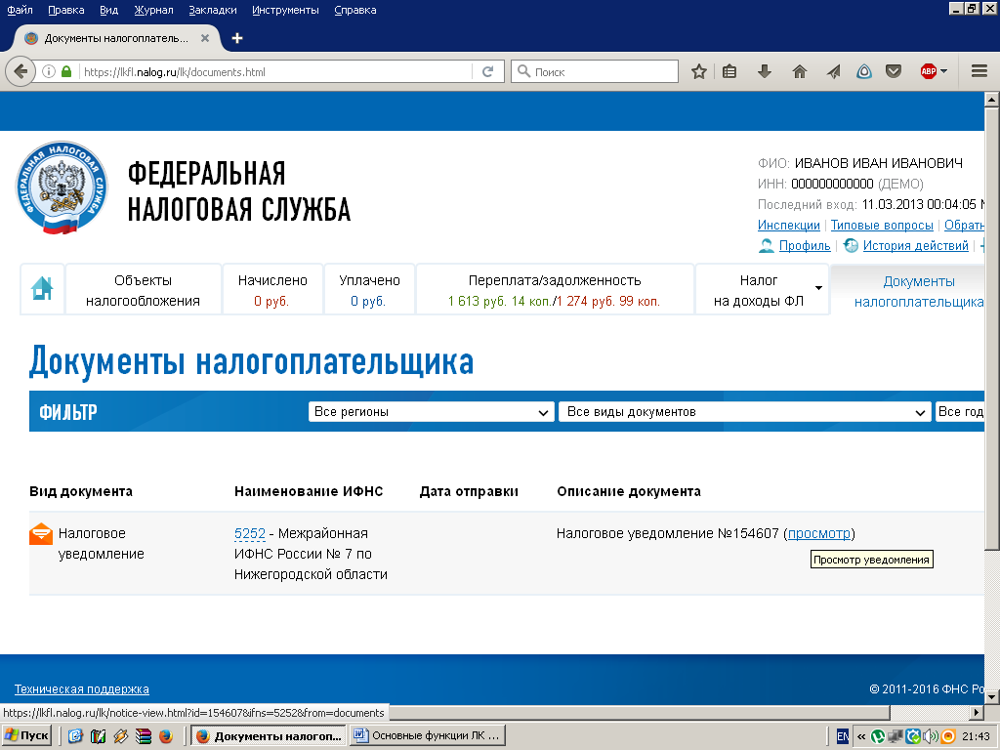 Файл Правка Вид Журнал Закладки Инструменты Справка
Документы налогоплатель...
https://lkfl.nalog.ru/lk/documents.html
Поиск
ABP
ФЕДЕРАЛЬНАЯ НАЛОГОВАЯ СЛУЖБА
ФЕДЕРАЛЬНАЯ
НАЛОГОВАЯ СЛУЖБА
ФИО: ИВАНОВ ИВАН ИВАНОВИЧ
ИНН: 000000000000 (ДЕМО)
Последний вход: 11.03.2013 00:04:05
Инспекции | Типовые вопросы | Обратн
Профиль | История действий |
Объекты налогообложения
Начислено
0 руб.
Уплачено
0 руб.
Переплата/задолженность
1 613 руб. 14 коп./1 274 руб. 99 коп.
Налог
на доходы ФЛ
Документы
налогоплательщика
Документы налогоплательщика
ФИЛЬТР Все регионы Все виды документов Все год
Вид документа Наименование ИФНС Дата отправки Описание документа
Налоговое
уведомление
5252 - Межрайонная
ИФНС России № 7 по
Нижегородской области
Налоговое уведомление №154607 (просмотр)
Просмотр уведомления
Техническая поддержка
© 2011-2016 ФНС Ро
https://lkfl.nalog.ru/lk/notice-view.html?id=154607&ifns=5252&from=documents
Пуск Документы налогоп... Основные функции ЛК ... EN « 21:43